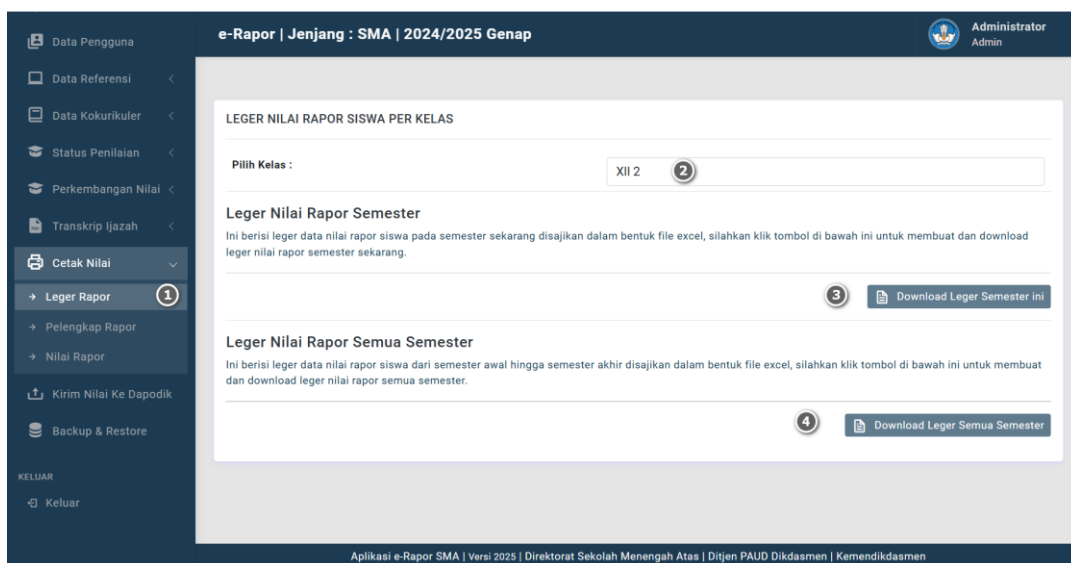 Data Pengguna
Data Referensi
Data Kokurikuler
Status Penilaian
Perkembangan Nilai
Transkrip Ijazah
Cetak Nilai
Leger Rapor
1
Pelengkap Rapor
Nilai Rapor
Kirim Nilai Ke Dapodik
Backup & Restore
KELUAR
Keluar
e-Rapor | Jenjang : SMA | 2024/2025 Genap
Administrator
Admin
LEGER NILAI RAPOR SISWA PER KELAS
Pilih Kelas :
XII 2
2
Leger Nilai Rapor Semester
Ini berisi leger data nilai rapor siswa pada semester sekarang disajikan dalam bentuk file excel, silahkan klik tombol di bawah ini untuk membuat dan download
leger nilai rapor semester sekarang.
3
Download Leger Semester ini
Leger Nilai Rapor Semua Semester
Ini berisi leger data nilai rapor siswa dari semester awal hingga semester akhir disajikan dalam bentuk file excel, silahkan klik tombol di bawah ini untuk membuat
dan download leger nilai rapor semua semester.
4
Download Leger Semua Semester
Aplikasi e-Rapor SMA | Versi 2025 | Direktorat Sekolah Menengah Atas | Ditjen PAUD Dikdasmen | Kemendikdasmen